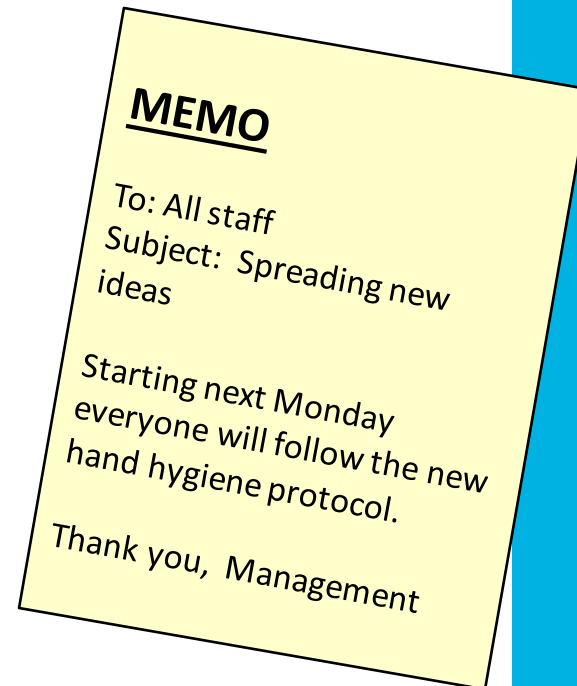 MEMO
To: All staff
Subject:  Spreading new
ideas
Starting next Monday
everyone will follow the new
hand hygiene protocol.
Thank you,  Management